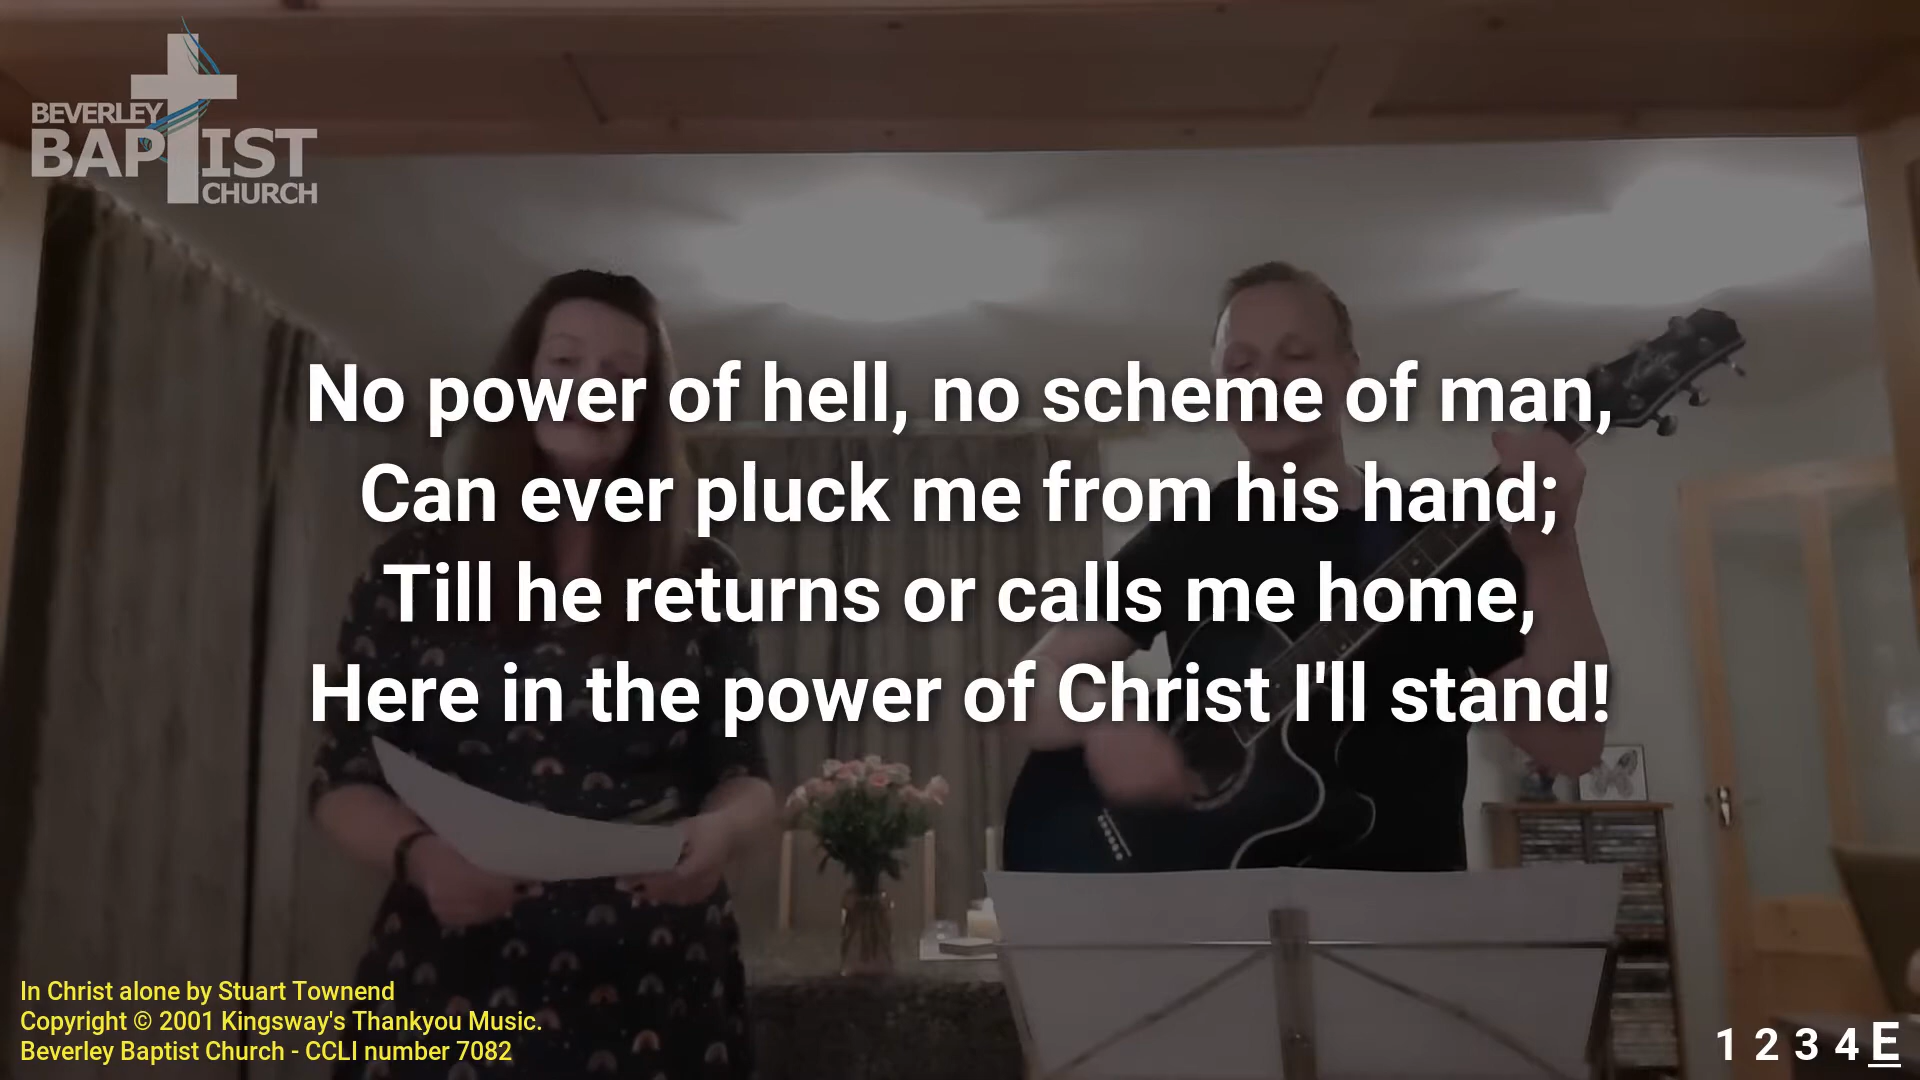 BEVERLEY
BAPTIST
CHURCH
No power of hell, no scheme of man,
Can ever pluck me from his hand;
Till he returns or calls me home,
Here in the power of Christ I'll stand!
In Christ alone by Stuart Townend
Copyright © 2001 Kingsway's Thankyou Music.
Beverley Baptist Church - CCLI number 7082
1 2 3 4 E